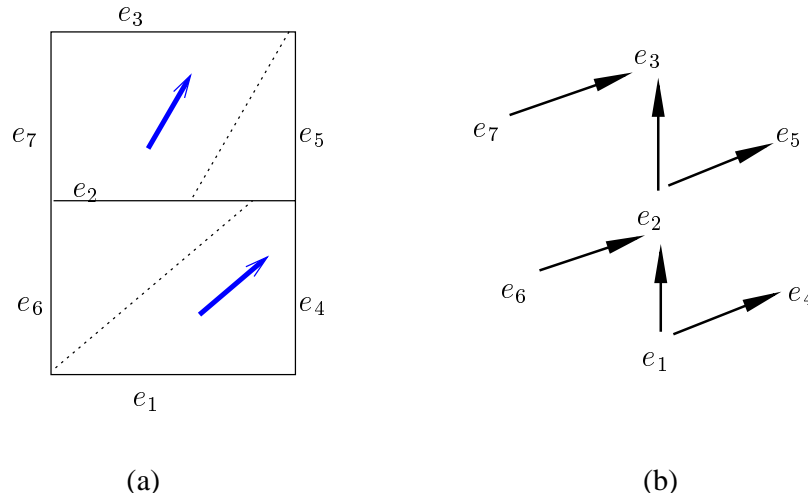 e₃
e₇ e₅
e₂
e₆ e₄
e₁
(a)
e₃
e₇ e₅
e₂
e₆ e₄
e₁
(b)